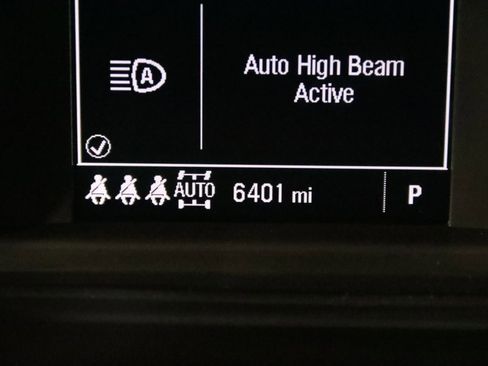 A
Auto High Beam
Active
AUTO 6401 mi P